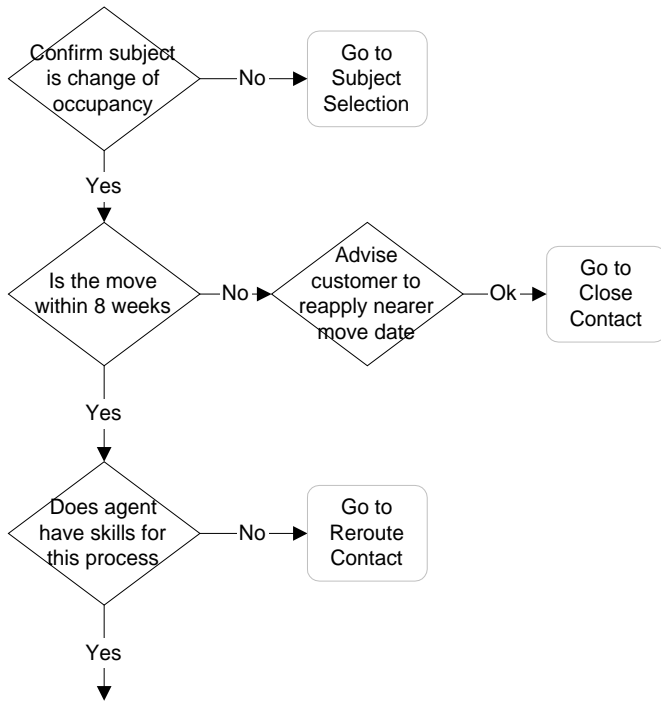 Confirm subject
is change of
occupancy
No
Go to
Subject
Selection
Yes
Is the move
within 8 weeks
No
Advise
customer to
reapply nearer
move date
Ok
Go to
Close
Contact
Yes
Does agent
have skills for
this process
No
Go to
Reroute
Contact
Yes